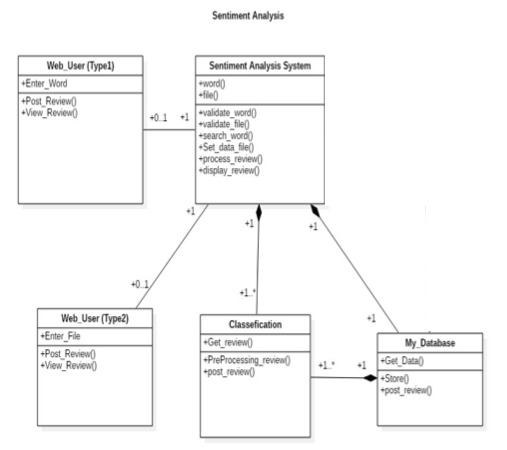 Sentiment Analysis
Web_User (Type1)
+Enter_Word
+Post_Review()
+View_Review()
+0..1
+1
Sentiment Analysis System
+word()
+file()
+validate_word()
+validate_file()
+search_word()
+Set_data_file()
+process_review()
+display_review()
+1
+1
+1
+0..1
+1..*
+1
Web_User (Type2)
+Enter_File
+Post_Review()
+View_Review()
Classefication
+Get_review()
+PreProcessing_review()
+post_review()
+1..*
+1
My_Database
+Get_Data()
+Store()
+post_review()